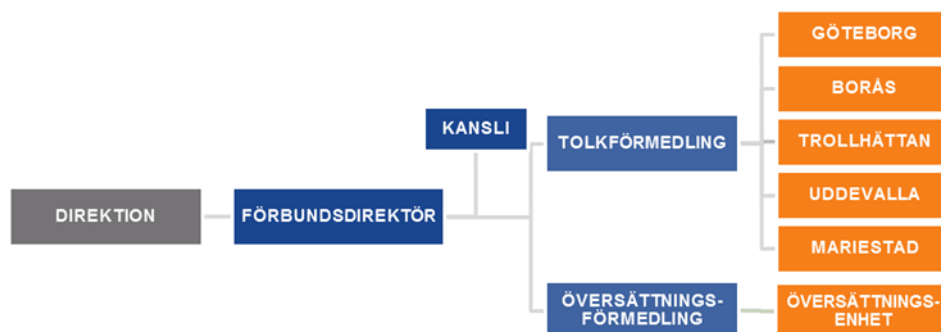 DIREKTION
FÖRBUNDSDIREKTÖR
KANSLI
TOLKFÖRMEDLING
GÖTEBORG
BORÅS
TROLLHÄTTAN
UDDEVALLA
MARIESTAD
ÖVERSÄTTNINGS-
FÖRMEDLING
ÖVERSÄTTNINGS-
ENHET